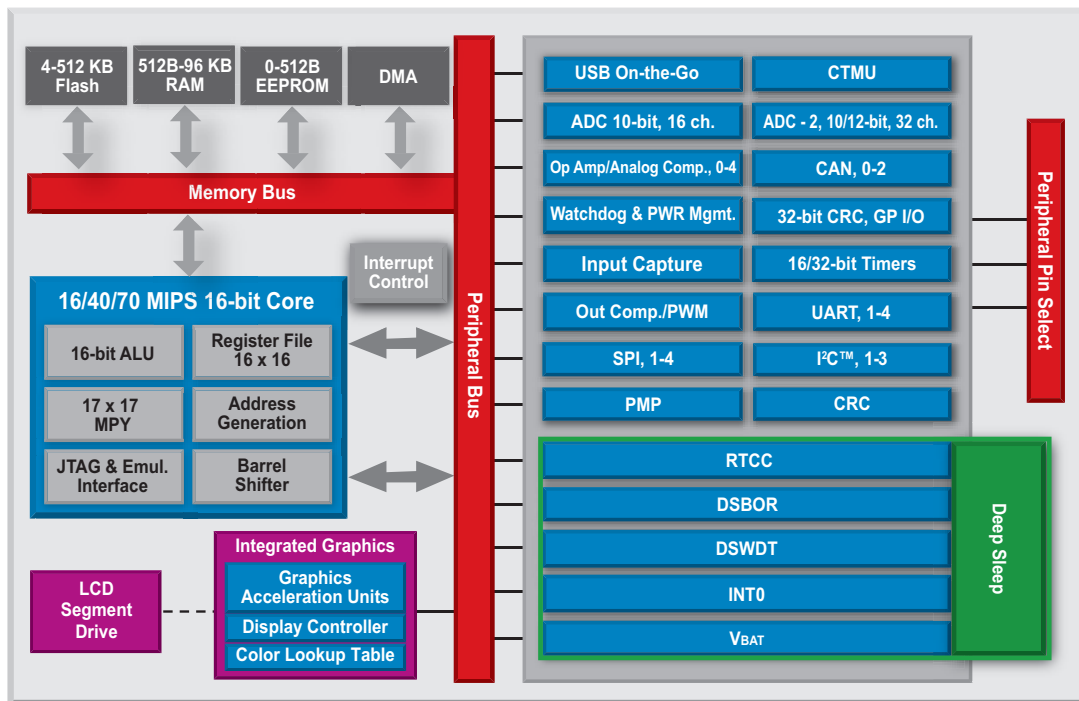 4-512 KB
Flash
512B-96 KB
RAM
0-512B
EEPROM
DMA
Memory Bus
Interrupt
Control
16/40/70 MIPS 16-bit Core
16-bit ALU
Register File
16 x 16
17 x 17
MPY
Address
Generation
JTAG & Emul.
Interface
Barrel
Shifter
LCD
Segment
Drive
Integrated Graphics
Graphics
Acceleration Units
Display Controller
Color Lookup Table
Peripheral Bus
USB On-the-Go
CTMU
ADC 10-bit, 16 ch.
ADC - 2, 10/12-bit, 32 ch.
Op Amp/Analog Comp., 0-4
CAN, 0-2
Watchdog & PWR Mgmt.
32-bit CRC, GP I/O
Input Capture
16/32-bit Timers
Out Comp./PWM
UART, 1-4
SPI, 1-4
I²C™, 1-3
PMP
CRC
RTCC
DSBOR
DSWDT
INT0
VBAT
Deep Sleep
Peripheral Pin Select